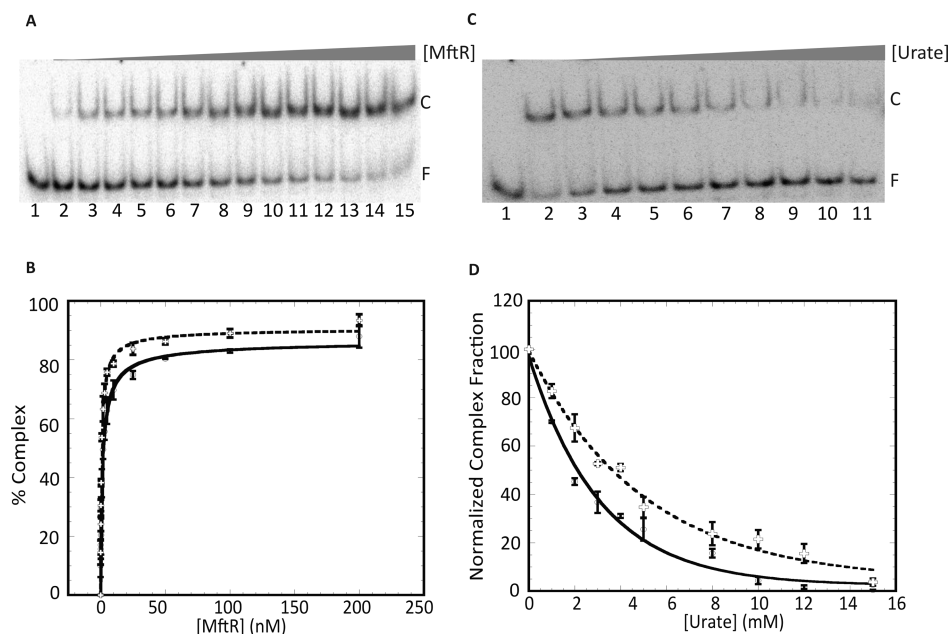 A
[MftR]
C
F
1 2 3 4 5 6 7 8 9 10 11 12 13 14 15
C
[Urate]
C
F
1 2 3 4 5 6 7 8 9 10 11
B
100
80
60
40
20
0
% Complex
0 50 100 150 200 250
[MftR] (nM)
D
120
100
80
60
40
20
0
Normalized Complex Fraction
0 2 4 6 8 10 12 14 16
[Urate] (mM)